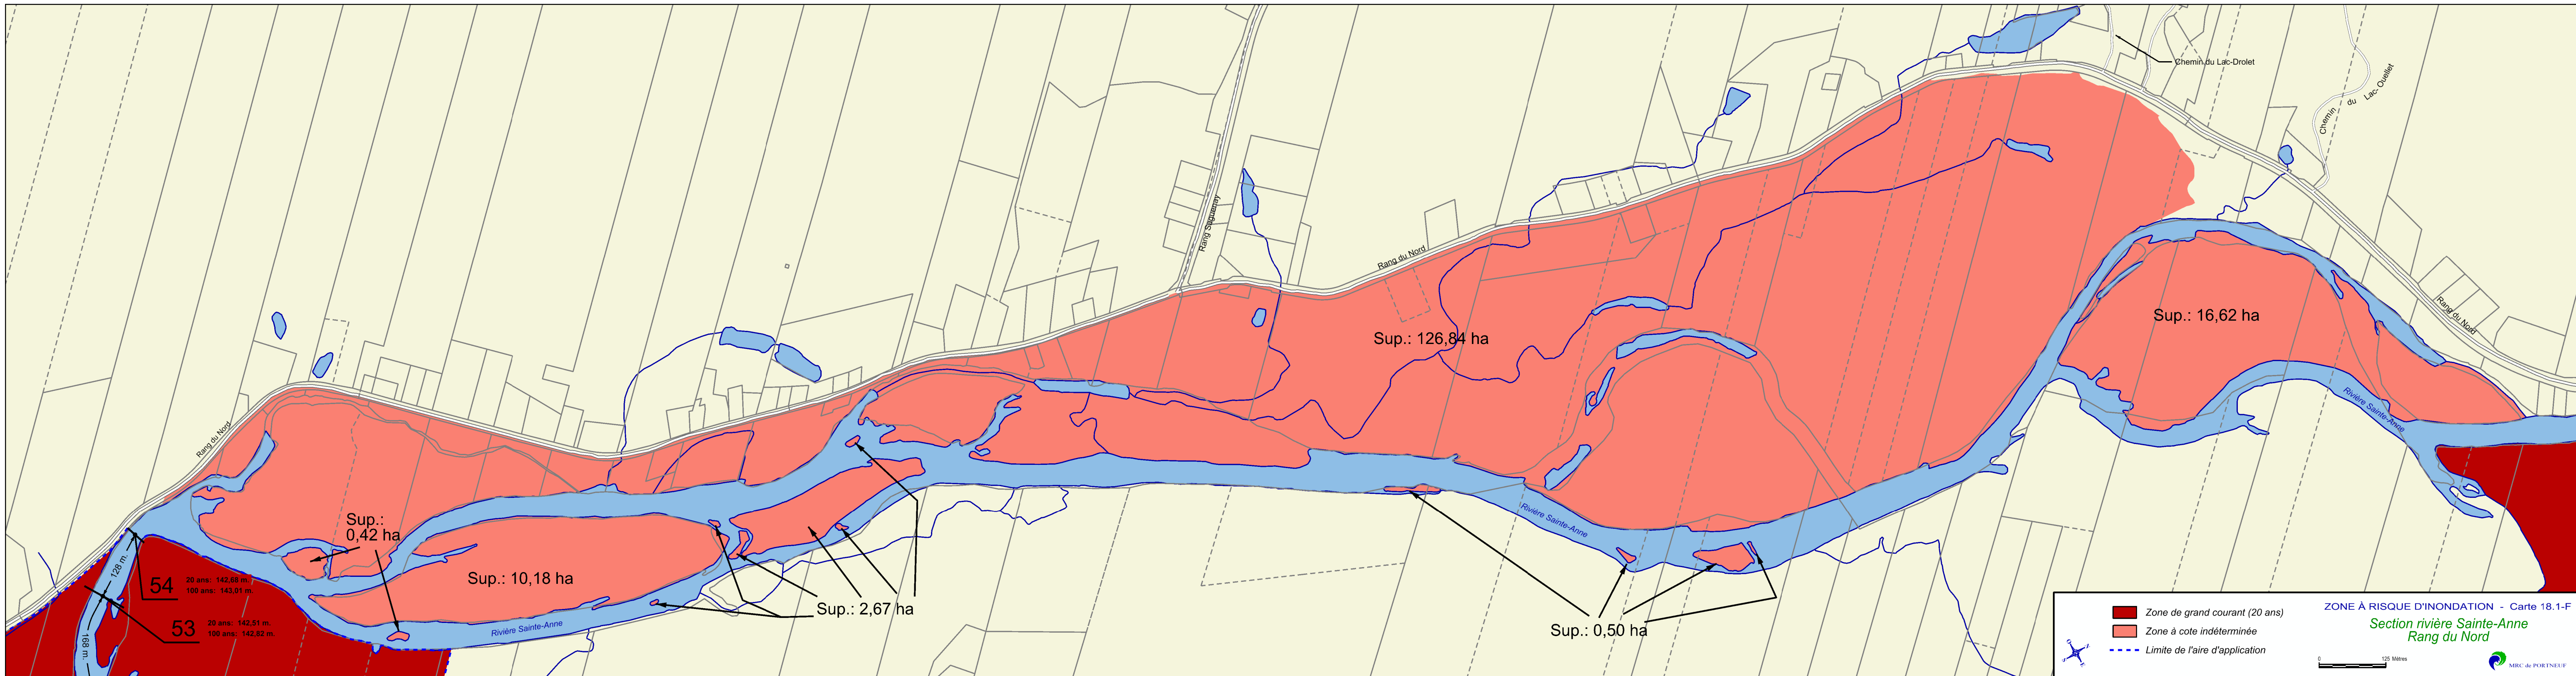 Chemin du Lac-Drolet
Chemin du Lac-Ouellet
Rang Saguenay
Rang du Nord
Rang du Nord
Rang du Nord
Sup.: 126,84 ha
Sup.: 16,62 ha
Rivière Sainte-Anne
Rivière Sainte-Anne
Rivière Sainte-Anne
Sup.:
0,42 ha
Sup.: 10,18 ha
Sup.: 2,67 ha
Sup.: 0,50 ha
128 m.
168 m.
54
20 ans: 142,60 m.
100 ans: 143,01 m.
53
20 ans: 142,51 m.
100 ans: 142,92 m.
Zone de grand courant (20 ans)
Zone à cote indéterminée
Limite de l'aire d'application
ZONE À RISQUE D'INONDATION - Carte 18.1-F
Section rivière Sainte-Anne
Rang du Nord
0 125 Mètres
MRC de PORTNEUF